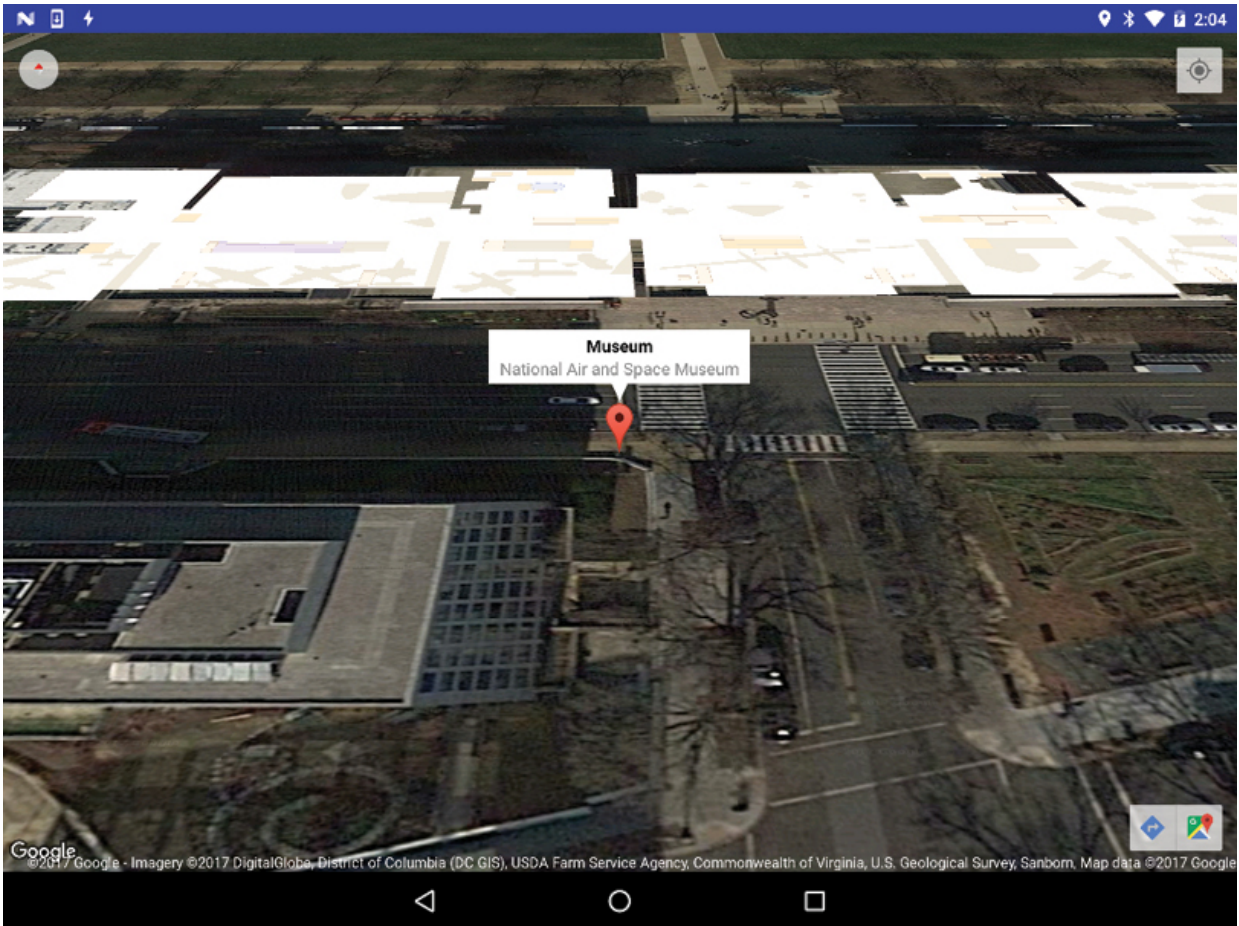 2:04
Museum
National Air and Space Museum
Google
©2017 Google - Imagery ©2017 DigitalGlobe, District of Columbia (DC GIS), USDA Farm Service Agency, Commonwealth of Virginia, U.S. Geological Survey, Sanborn, Map data ©2017 Google